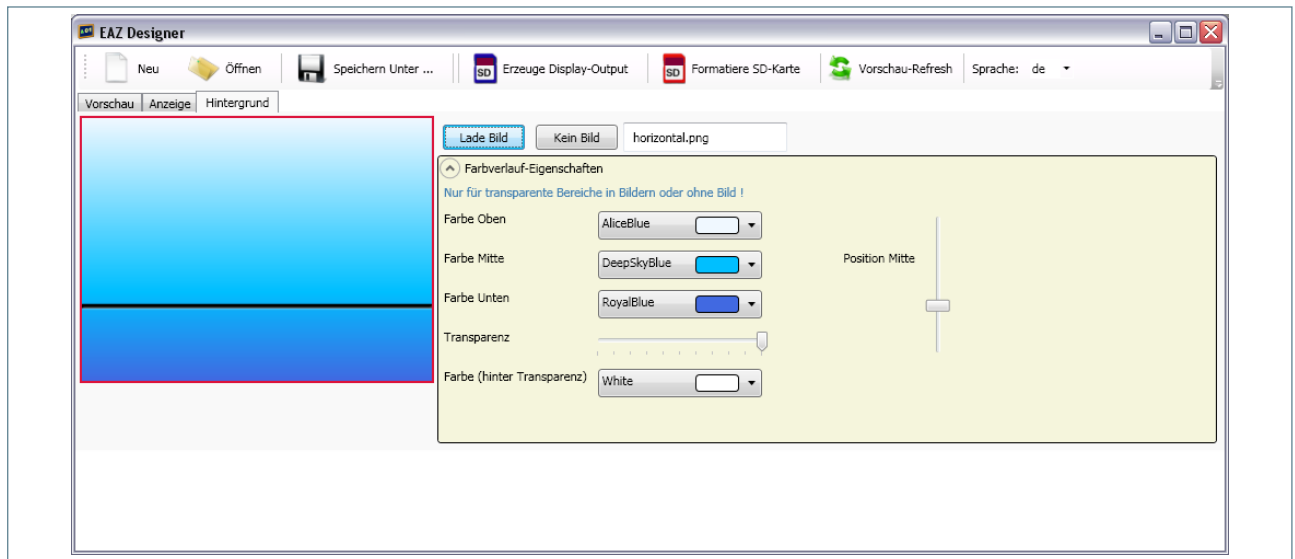 EAZ Designer
Neu Öffnen Speichern Unter ... SD Erzeuge Display-Output SD Formatiere SD-Karte Vorschau-Refresh Sprache: de
Vorschau Anzeige Hintergrund
Lade Bild Kein Bild horizontal.png
Farbverlauf-Eigenschaften
Nur für transparente Bereiche in Bildern oder ohne Bild !
Farbe Oben AliceBlue
Farbe Mitte DeepSkyBlue Position Mitte
Farbe Unten RoyalBlue
Transparenz
Farbe (hinter Transparenz) White